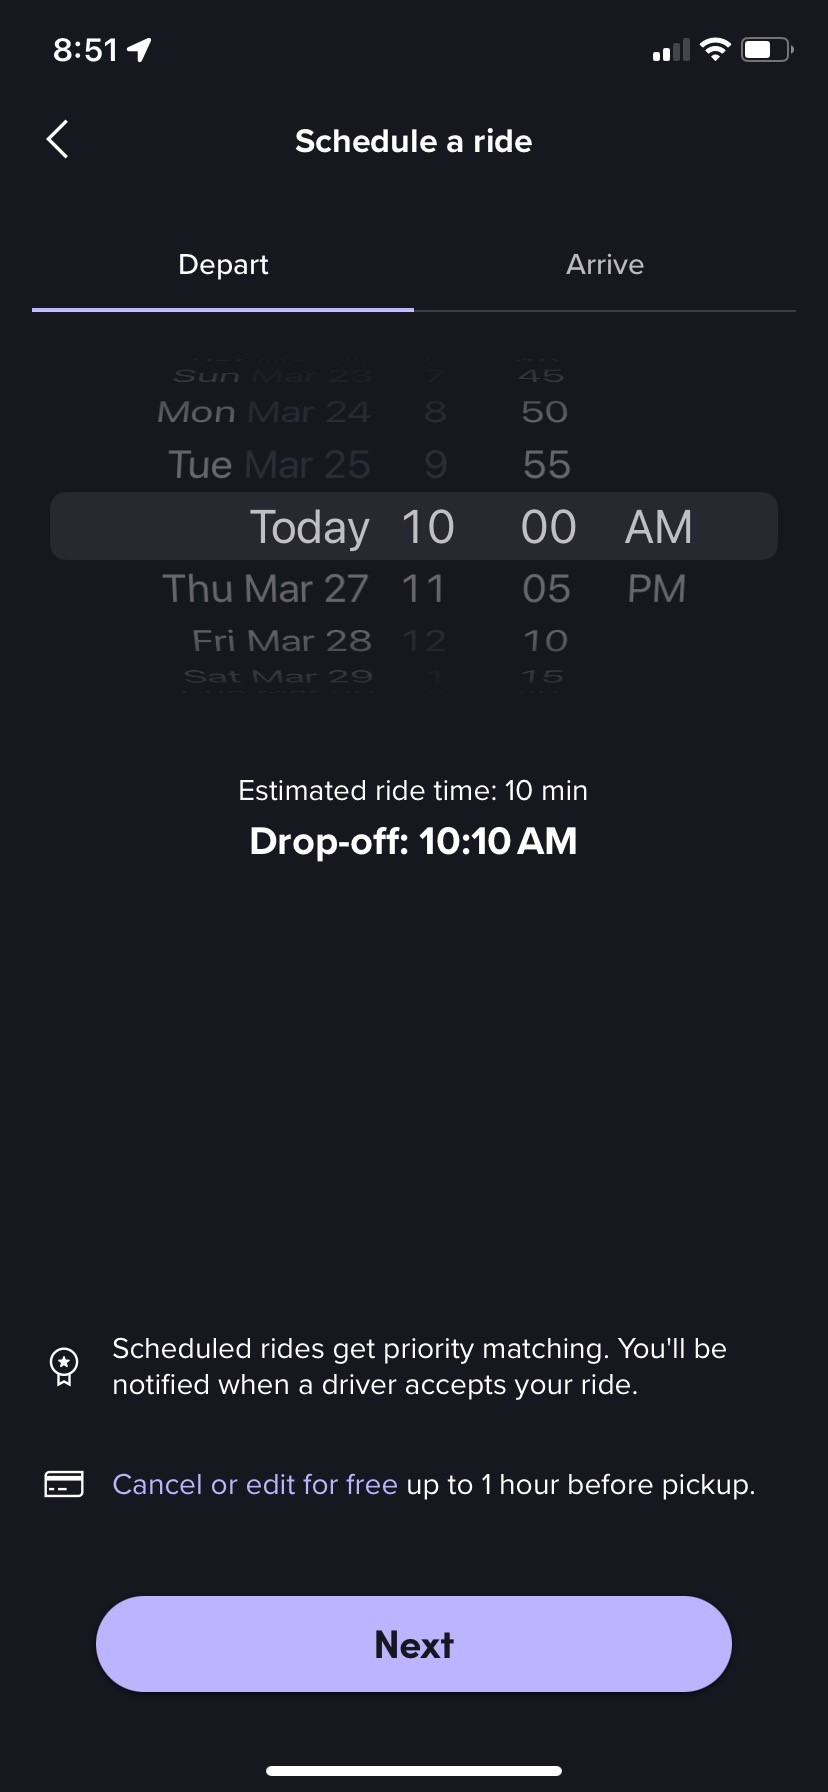 8:51
Schedule a ride
Depart Arrive
Sun Mar 23 7 45
Mon Mar 24 8 50
Tue Mar 25 9 55
Today 10 00 AM
Thu Mar 27 11 05 PM
Fri Mar 28 12 10
Sat Mar 29 1 15
Estimated ride time: 10 min
Drop-off: 10:10 AM
Scheduled rides get priority matching. You'll be
notified when a driver accepts your ride.
Cancel or edit for free up to 1 hour before pickup.
Next